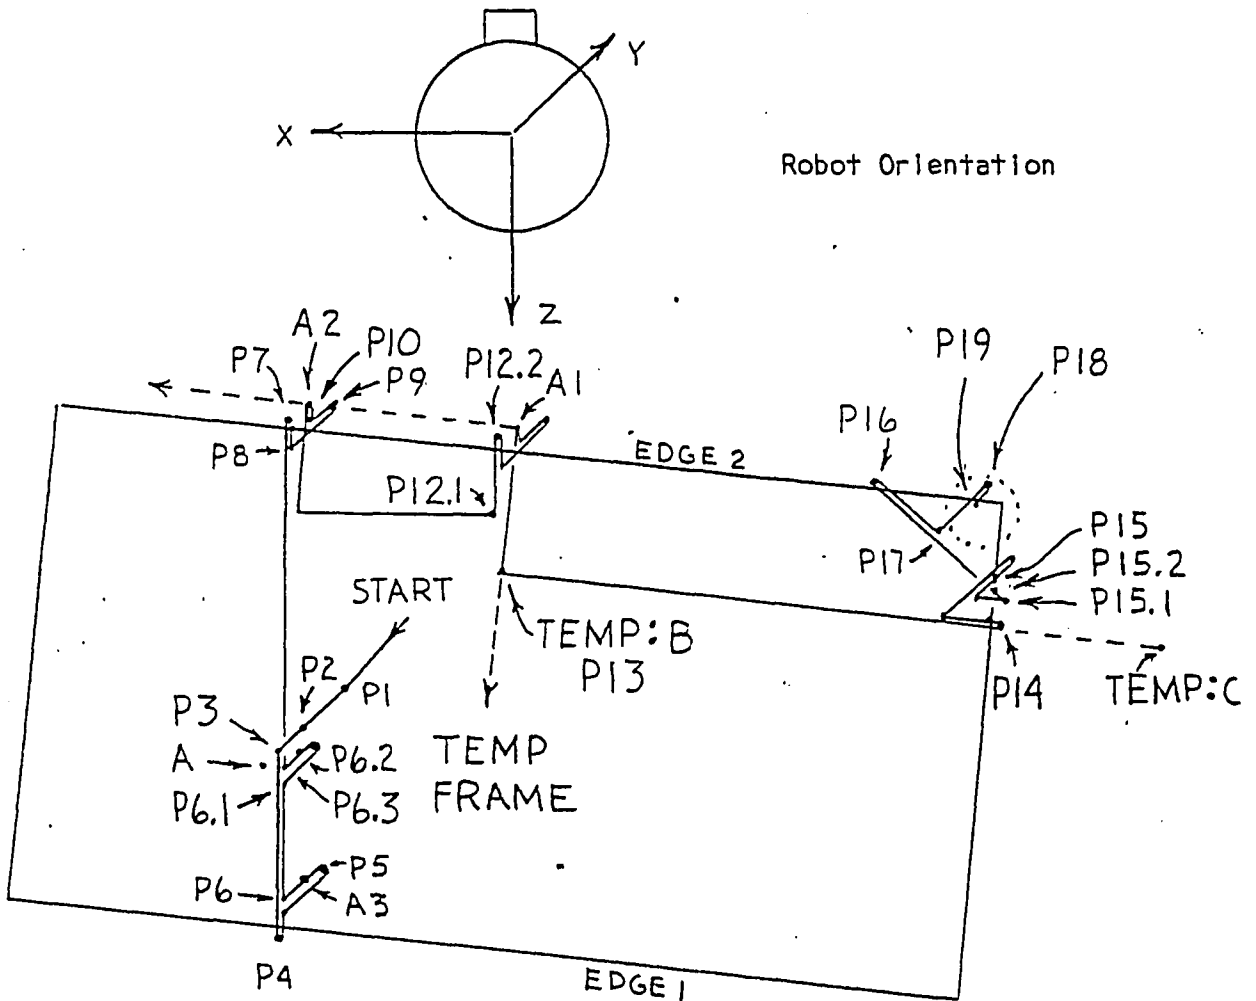 Y
X
Robot Orientation
Z
A2
P10
P7
P9
P12.2
A1
P19
P18
P16
P8
EDGE 2
P12.1
P17
P15
P15.2
P15.1
START
TEMP:B
P13
P2
P1
P14
TEMP:C
P3
A
P6.2
TEMP
FRAME
P6.1
P6.3
P5
P6
A3
P4
EDGE 1